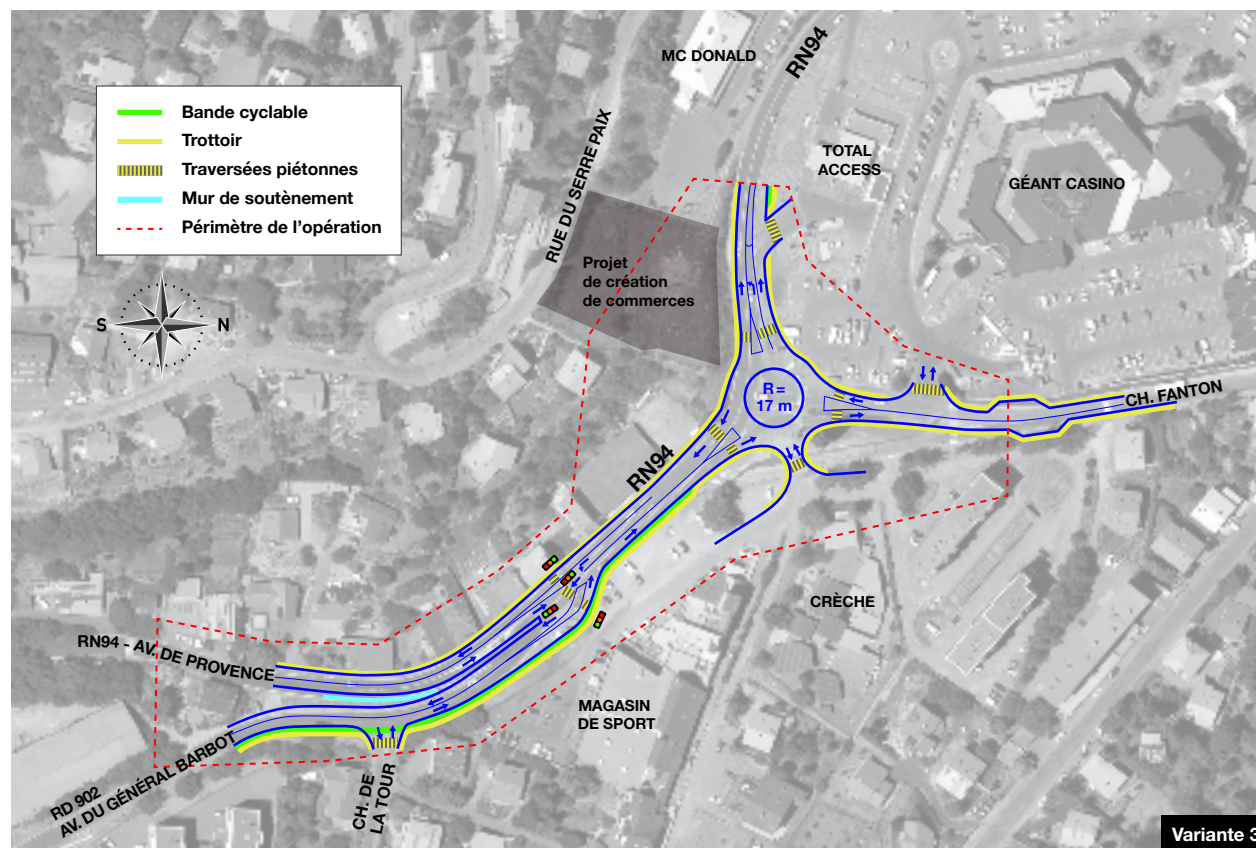 MC DONALD
RN94
Bande cyclable
Trottoir
Traversées piétonnes
Mur de soutènement
Périmètre de l'opération
RUE DU SERRE PAIX
TOTAL
ACCESS
GÉANT CASINO
Projet
de création
de commerces
S
N
R =
17 m
CH. FANTON
RN94
CRÈCHE
RN94 - AV. DE PROVENCE
MAGASIN
DE SPORT
RD 902
AV. DU GÉNÉRAL BARBOT
CH. DE
LA TOUR
Variante 3